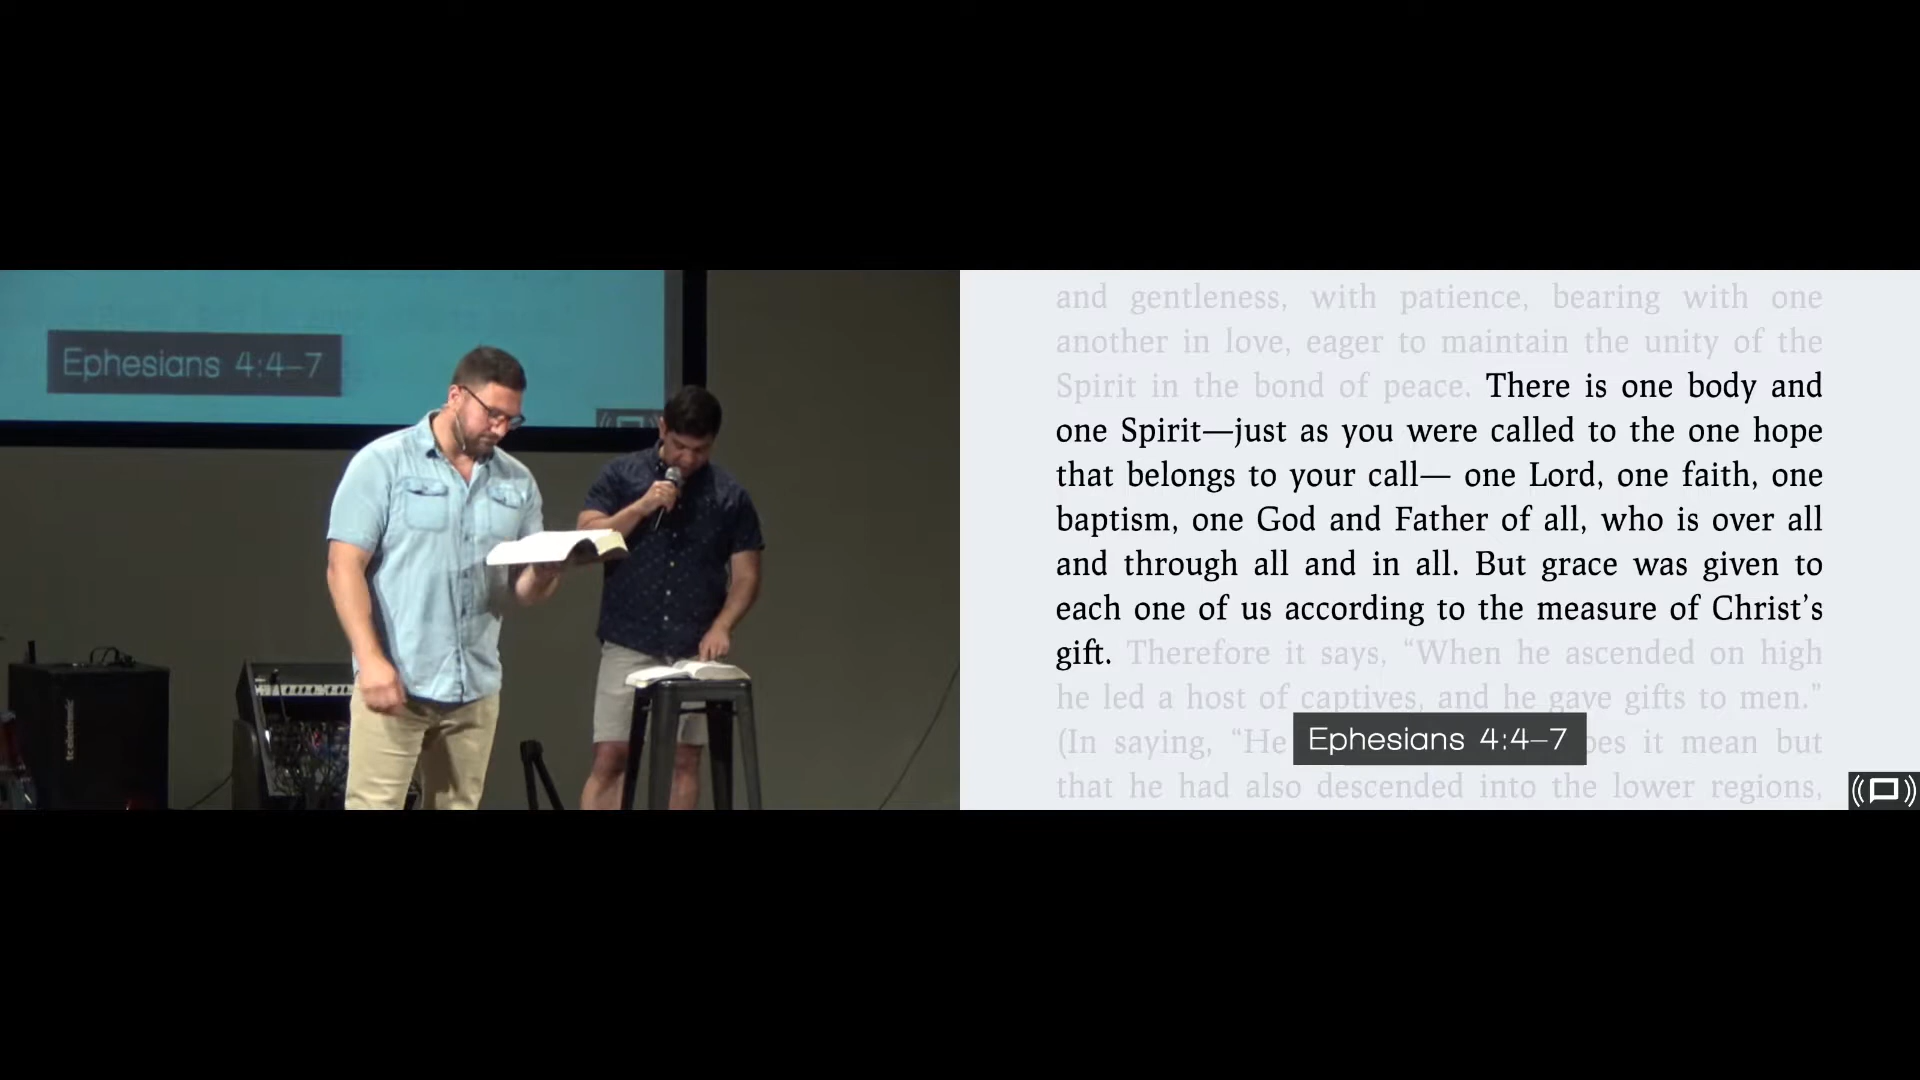 Ephesians 4:4–7
tc electronic
and gentleness, with patience, bearing with one
another in love, eager to maintain the unity of the
Spirit in the bond of peace. There is one body and
one Spirit—just as you were called to the one hope
that belongs to your call— one Lord, one faith, one
baptism, one God and Father of all, who is over all
and through all and in all. But grace was given to
each one of us according to the measure of Christ’s
gift. Therefore it says, “When he ascended on high
he led a host of captives, and he gave gifts to men.”
(In saying, “He
oes it mean but
Ephesians 4:4–7
that he had also descended into the lower regions,